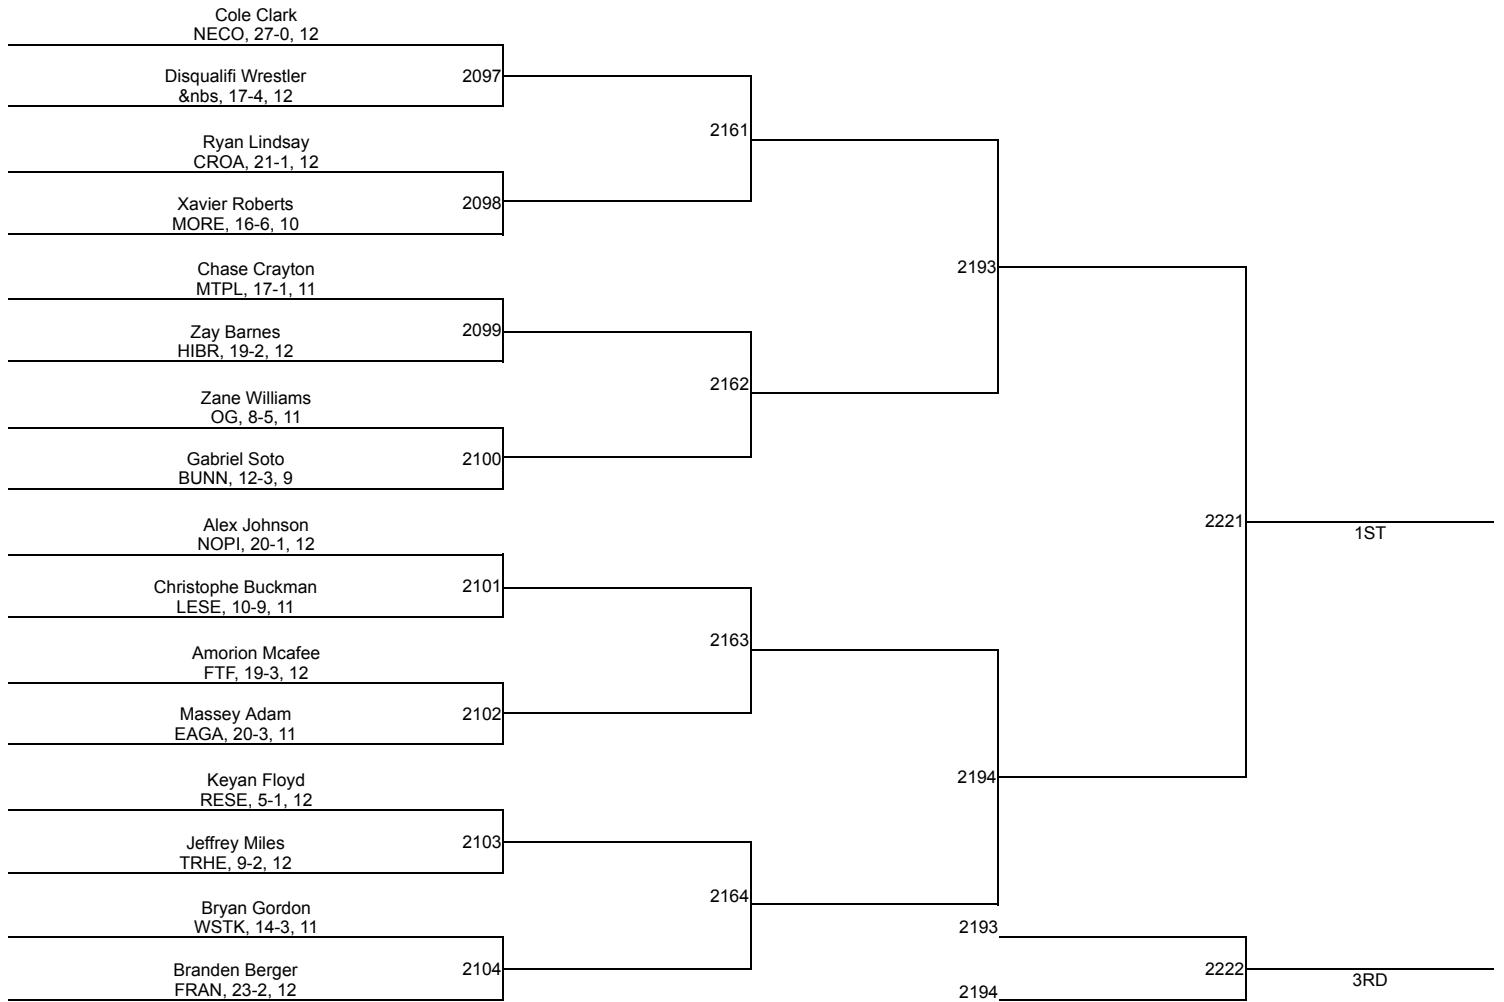 Cole Clark
NECO, 27-0, 12
Disqualifi Wrestler
&nbs, 17-4, 12
2097
2161
Ryan Lindsay
CROA, 21-1, 12
Xavier Roberts
MORE, 16-6, 10
2098
2193
Chase Crayton
MTPL, 17-1, 11
Zay Barnes
HIBR, 19-2, 12
2099
2162
Zane Williams
OG, 8-5, 11
Gabriel Soto
BUNN, 12-3, 9
2100
2221
1ST
Alex Johnson
NOPI, 20-1, 12
Christophe Buckman
LESE, 10-9, 11
2101
2163
Amorion Mcafee
FTF, 19-3, 12
Massey Adam
EAGA, 20-3, 11
2102
2194
Keyan Floyd
RESE, 5-1, 12
Jeffrey Miles
TRHE, 9-2, 12
2103
2164
Bryan Gordon
WSTK, 14-3, 11
Branden Berger
FRAN, 23-2, 12
2104
2193
2222
3RD
2194